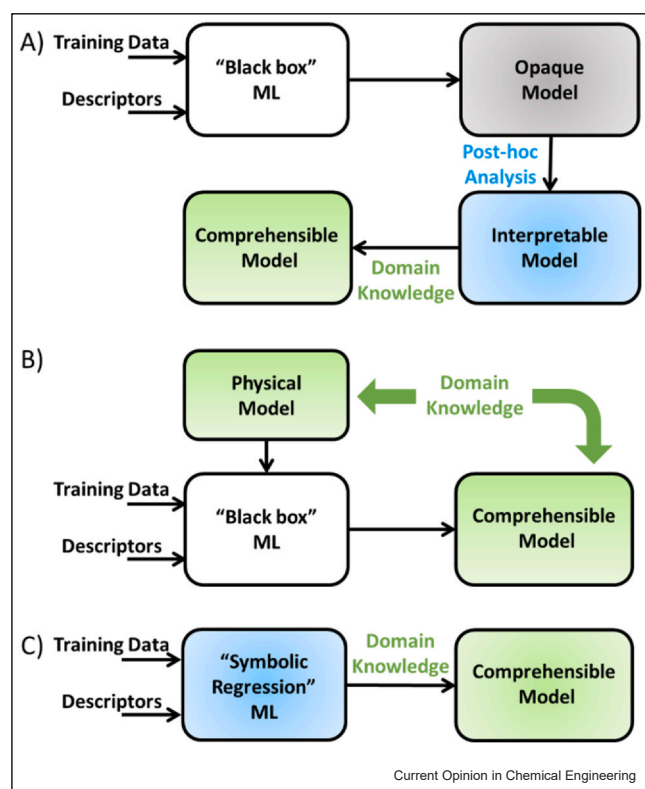 A)
Training Data
Descriptors
“Black box”
ML
Opaque
Model
Post-hoc
Analysis
Comprehensible
Model
Domain
Knowledge
Interpretable
Model
B)
Physical
Model
Domain
Knowledge
Training Data
Descriptors
“Black box”
ML
Comprehensible
Model
C)
Training Data
Descriptors
“Symbolic
Regression”
ML
Domain
Knowledge
Comprehensible
Model
Current Opinion in Chemical Engineering